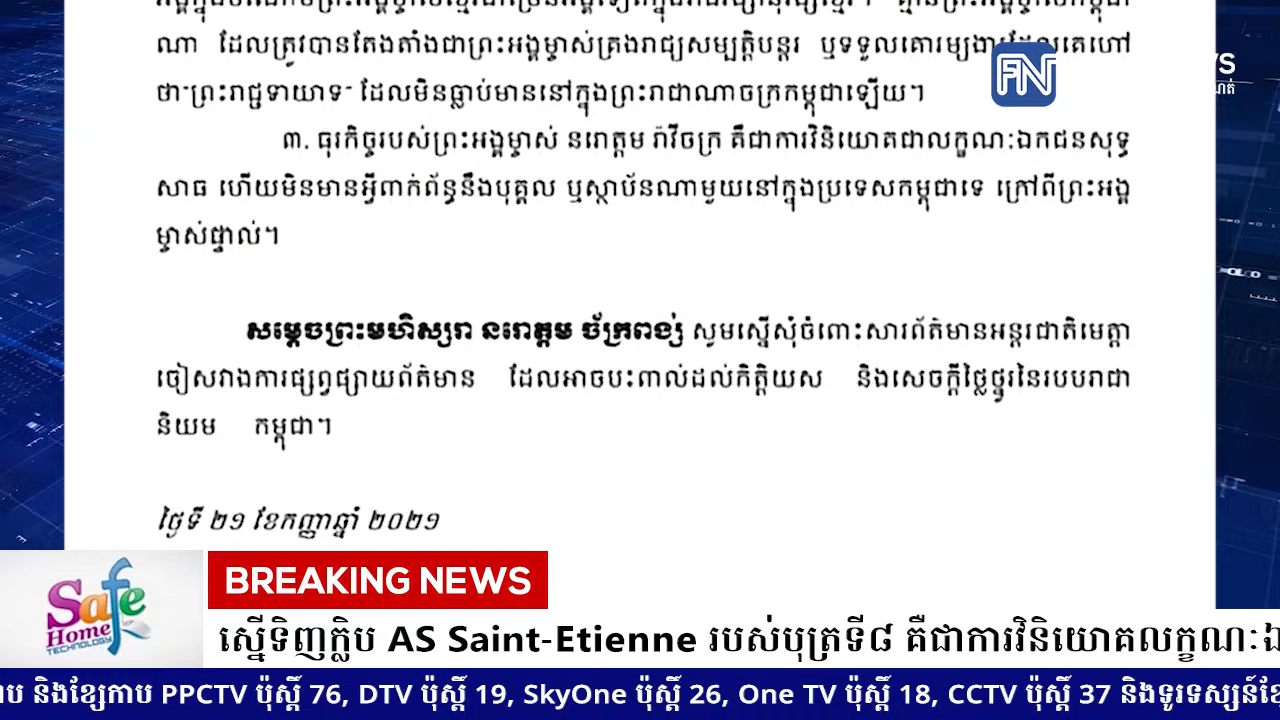 ណា ដែលត្រូវបានតែងតាំងជាព្រះអង្គម្ចាស់គ្រងរាជ្យសម្បត្តិបន្តរ ឬទទួលគោរម្យងារដែលគេហៅ
ថា"ព្រះរាជ្ជទាយាទ" ដែលមិនធ្លាប់មាននៅក្នុងព្រះរាជាណាចក្រកម្ពុជាឡើយ។
FN
៣. ធុរកិច្ចរបស់ព្រះអង្គម្ចាស់ នរោត្តម រ៉ាវីចក្រ គឺជាការវិនិយោគជាលក្ខណៈឯកជនសុទ្ធ
សាធ ហើយមិនមានអ្វីពាក់ព័ន្ធនឹងបុគ្គល ឬស្ថាប័នណាមួយនៅក្នុងប្រទេសកម្ពុជាទេ ក្រៅពីព្រះអង្គ
ម្ចាស់ផ្ទាល់។
សម្តេចព្រះមហិស្សរា នរោត្តម ច័ក្រពង្ស់ សូមស្នើសុំចំពោះសារព័ត៌មានអន្តរជាតិមេត្តា
ចៀសវាងការផ្សព្វផ្សាយព័ត៌មាន ដែលអាចបះពាល់ដល់កិត្តិយស និងសេចក្តីថ្លៃថ្នូរនៃរបបរាជា
និយម កម្ពុជា។
ថ្ងៃទី ២១ ខែកញ្ញាឆ្នាំ ២០២១
Safe
Home
TECHNOLOGY
BREAKING NEWS
ស្នើទិញក្លិប AS Saint-Etienne របស់បុត្រទី៨ គឺជាការវិនិយោគលក្ខណៈឯ
និងខ្សែកាប PPCTV ប៉ុស្តិ៍ 76, DTV ប៉ុស្តិ៍ 19, SkyOne ប៉ុស្តិ៍ 26, One TV ប៉ុស្តិ៍ 18, CCTV ប៉ុស្តិ៍ 37 និងទូរទស្សន៍ខ្មែ